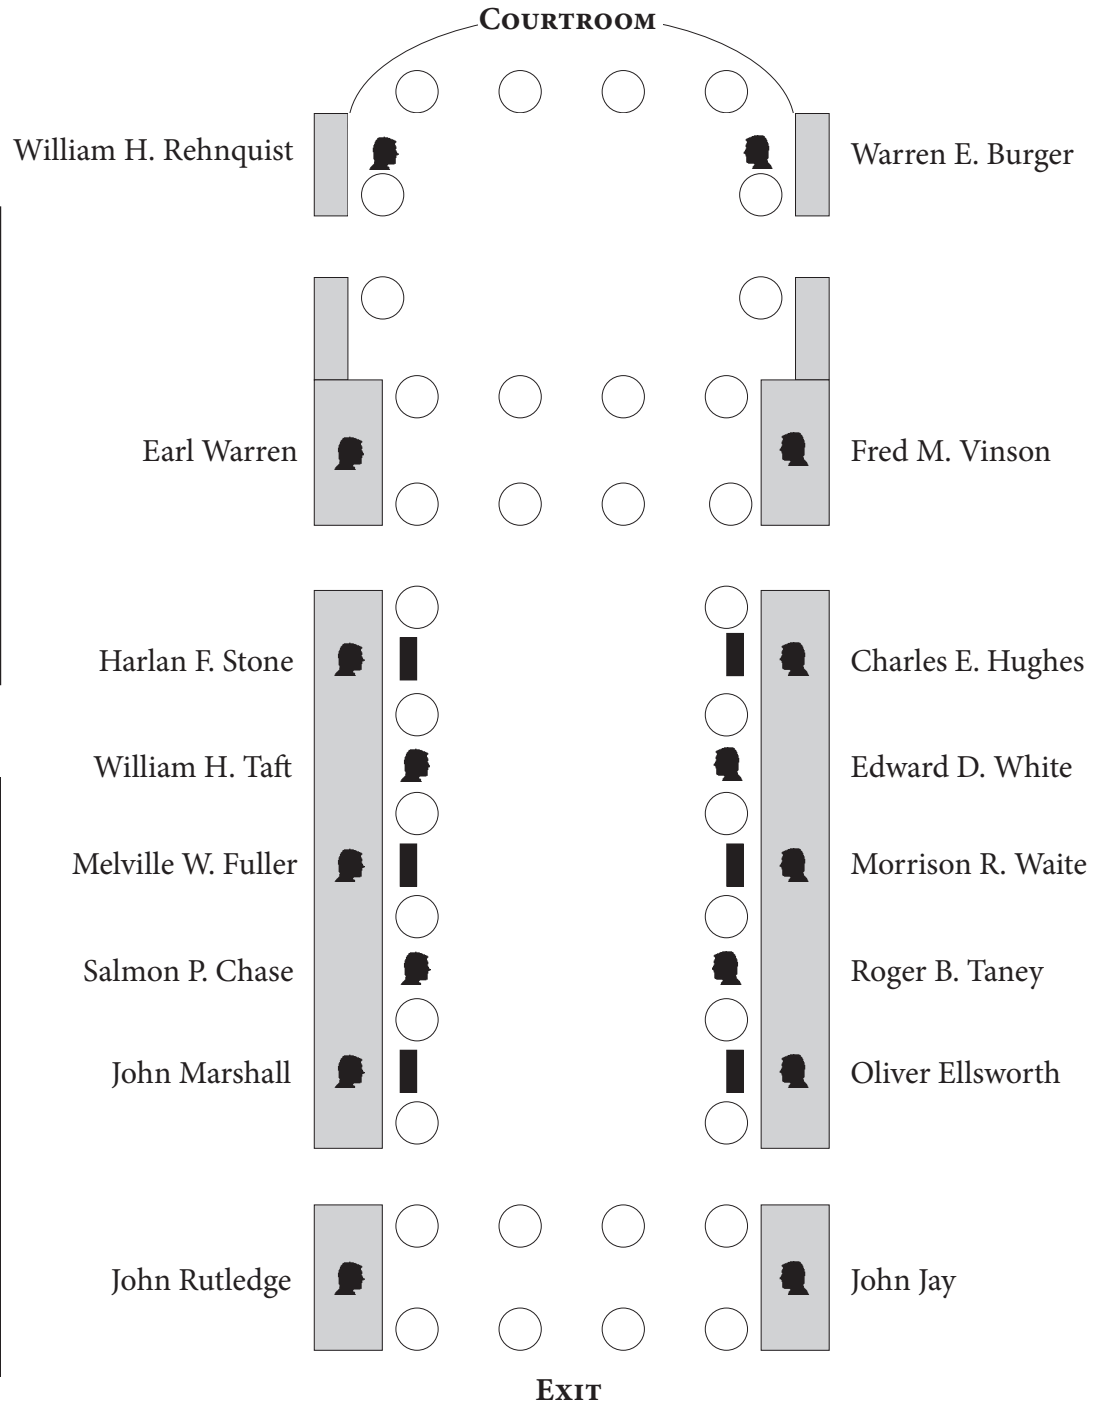 COURTROOM
William H. Rehnquist
Warren E. Burger
Earl Warren
Fred M. Vinson
Harlan F. Stone
Charles E. Hughes
William H. Taft
Edward D. White
Melville W. Fuller
Morrison R. Waite
Salmon P. Chase
Roger B. Taney
John Marshall
Oliver Ellsworth
John Rutledge
John Jay
EXIT